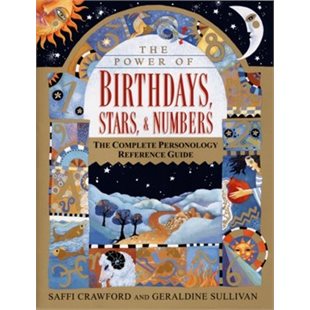 THE
POWER OF
BIRTHDAYS,
STARS, & NUMBERS
THE COMPLETE PERSONOLOGY
REFERENCE GUIDE
SAFFI CRAWFORD AND GERALDINE SULLIVAN